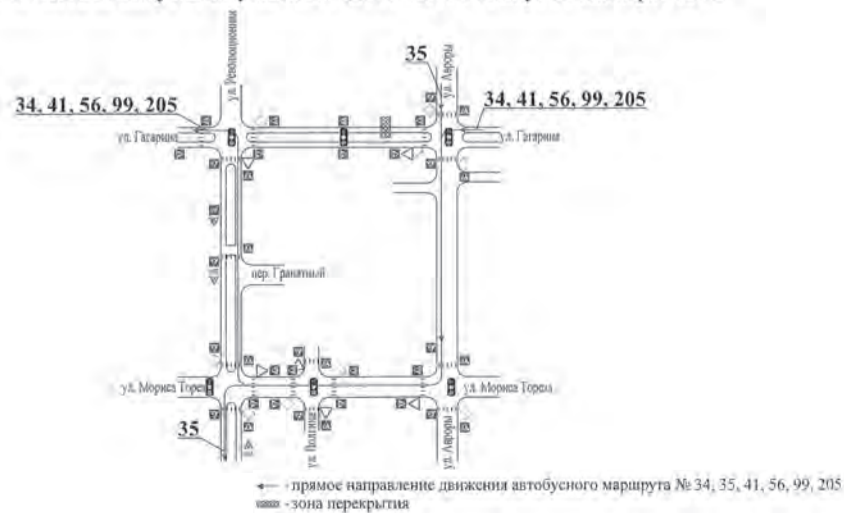 ул. Революционная
35
ул. Авроры
34, 41, 56, 99, 205
34, 41, 56, 99, 205
ул. Гагарина
ул. Гагарина
пер. Гранатный
ул. Мориса Тореза
ул. Мориса Тореза
35
ул. Авроры
← - прямое направление движения автобусного маршрута № 34, 35, 41, 56, 99, 205
- зона перекрытия